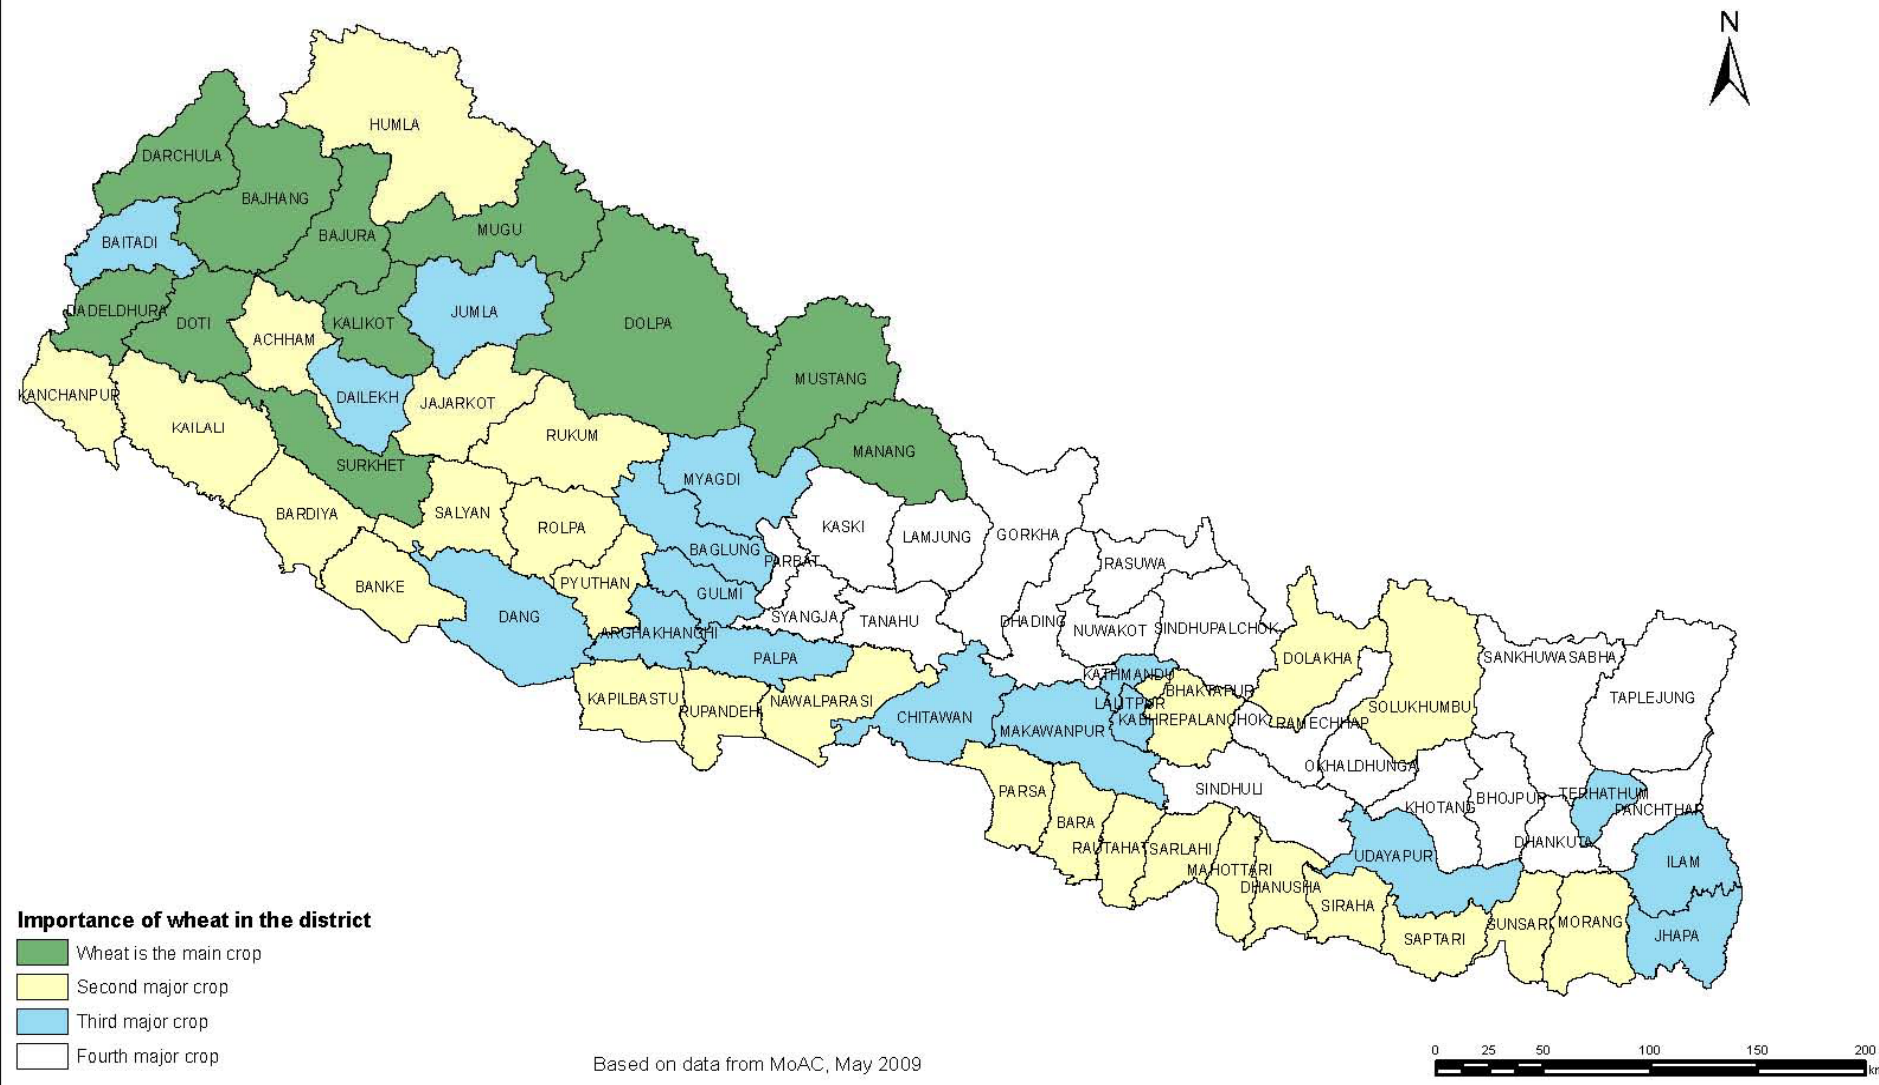 N
HUMLA
DARCHULA
BAJHANG
MUGU
BAJURA
BAITADI
DADELDHURA
DOTI
KALIKOT
JUMLA
DOLPA
ACHHAM
MUSTANG
KANCHANPUR
DAILEKH
JAJARKOT
KAILALI
RUKUM
MANANG
SURKHET
MYAGDI
BARDIYA
SALYAN
ROLPA
KASKI
LAMJUNG
GORKHA
BAGLUNG
PARBAT
RASUWA
BANKE
PYUTHAN
GULMI
DANG
SYANGJA
TANAHU
DHADING
NUWAKOT
SINDHUPALCHOK
ARGHAKHANCHI
PALPA
DOLAKHA
SANKHUWASABHA
KATHMANDU
BHAKTAPUR
KAPILBASTU
RUPANDEHI
NAWALPARASI
LALITPUR
SOLUKHUMBU
TAPLEJUNG
CHITAWAN
KABHREPALANCHOK
RAMECHHAP
MAKAWANPUR
OKHALDHUNGA
PARSA
SINDHULI
TERHATHUM
BHOJPUR
KHOTANG
PANCHTHAR
BARA
DHANKUTA
RAUTAHAT
SARLAHI
UDAYAPUR
ILAM
MAHOTTARI
DHANUSHA
SIRAHA
SUNSARI
MORANG
SAPTARI
JHAPA
Importance of wheat in the district
Wheat is the main crop
Second major crop
Third major crop
Fourth major crop
Based on data from MoAC, May 2009
0 25 50 100 150 200
km